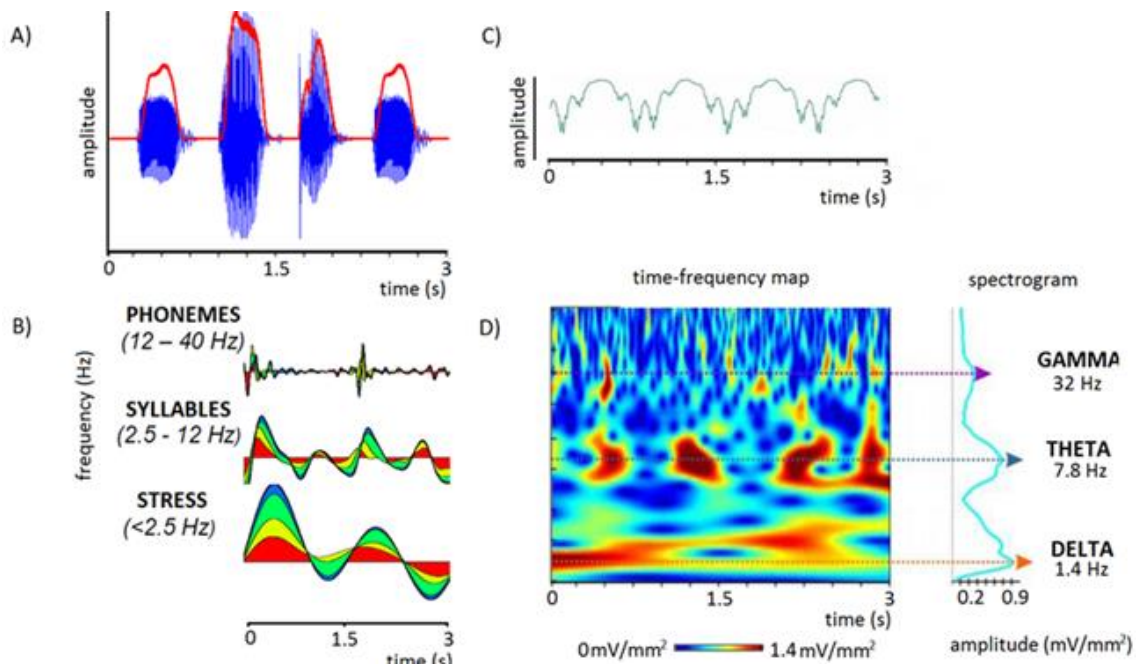 A)
amplitude
0
1.5
3
time (s)
B)
PHONEMES
(12 – 40 Hz)
SYLLABLES
(2.5 - 12 Hz)
STRESS
(<2.5 Hz)
frequency (Hz)
0
1.5
3
time (s)
C)
amplitude
0
1.5
3
time (s)
D)
time-frequency map
spectrogram
GAMMA
32 Hz
THETA
7.8 Hz
DELTA
1.4 Hz
0
1.5
3
time (s)
0.2
0.9
0mV/mm²
1.4 mV/mm²
amplitude (mV/mm²)